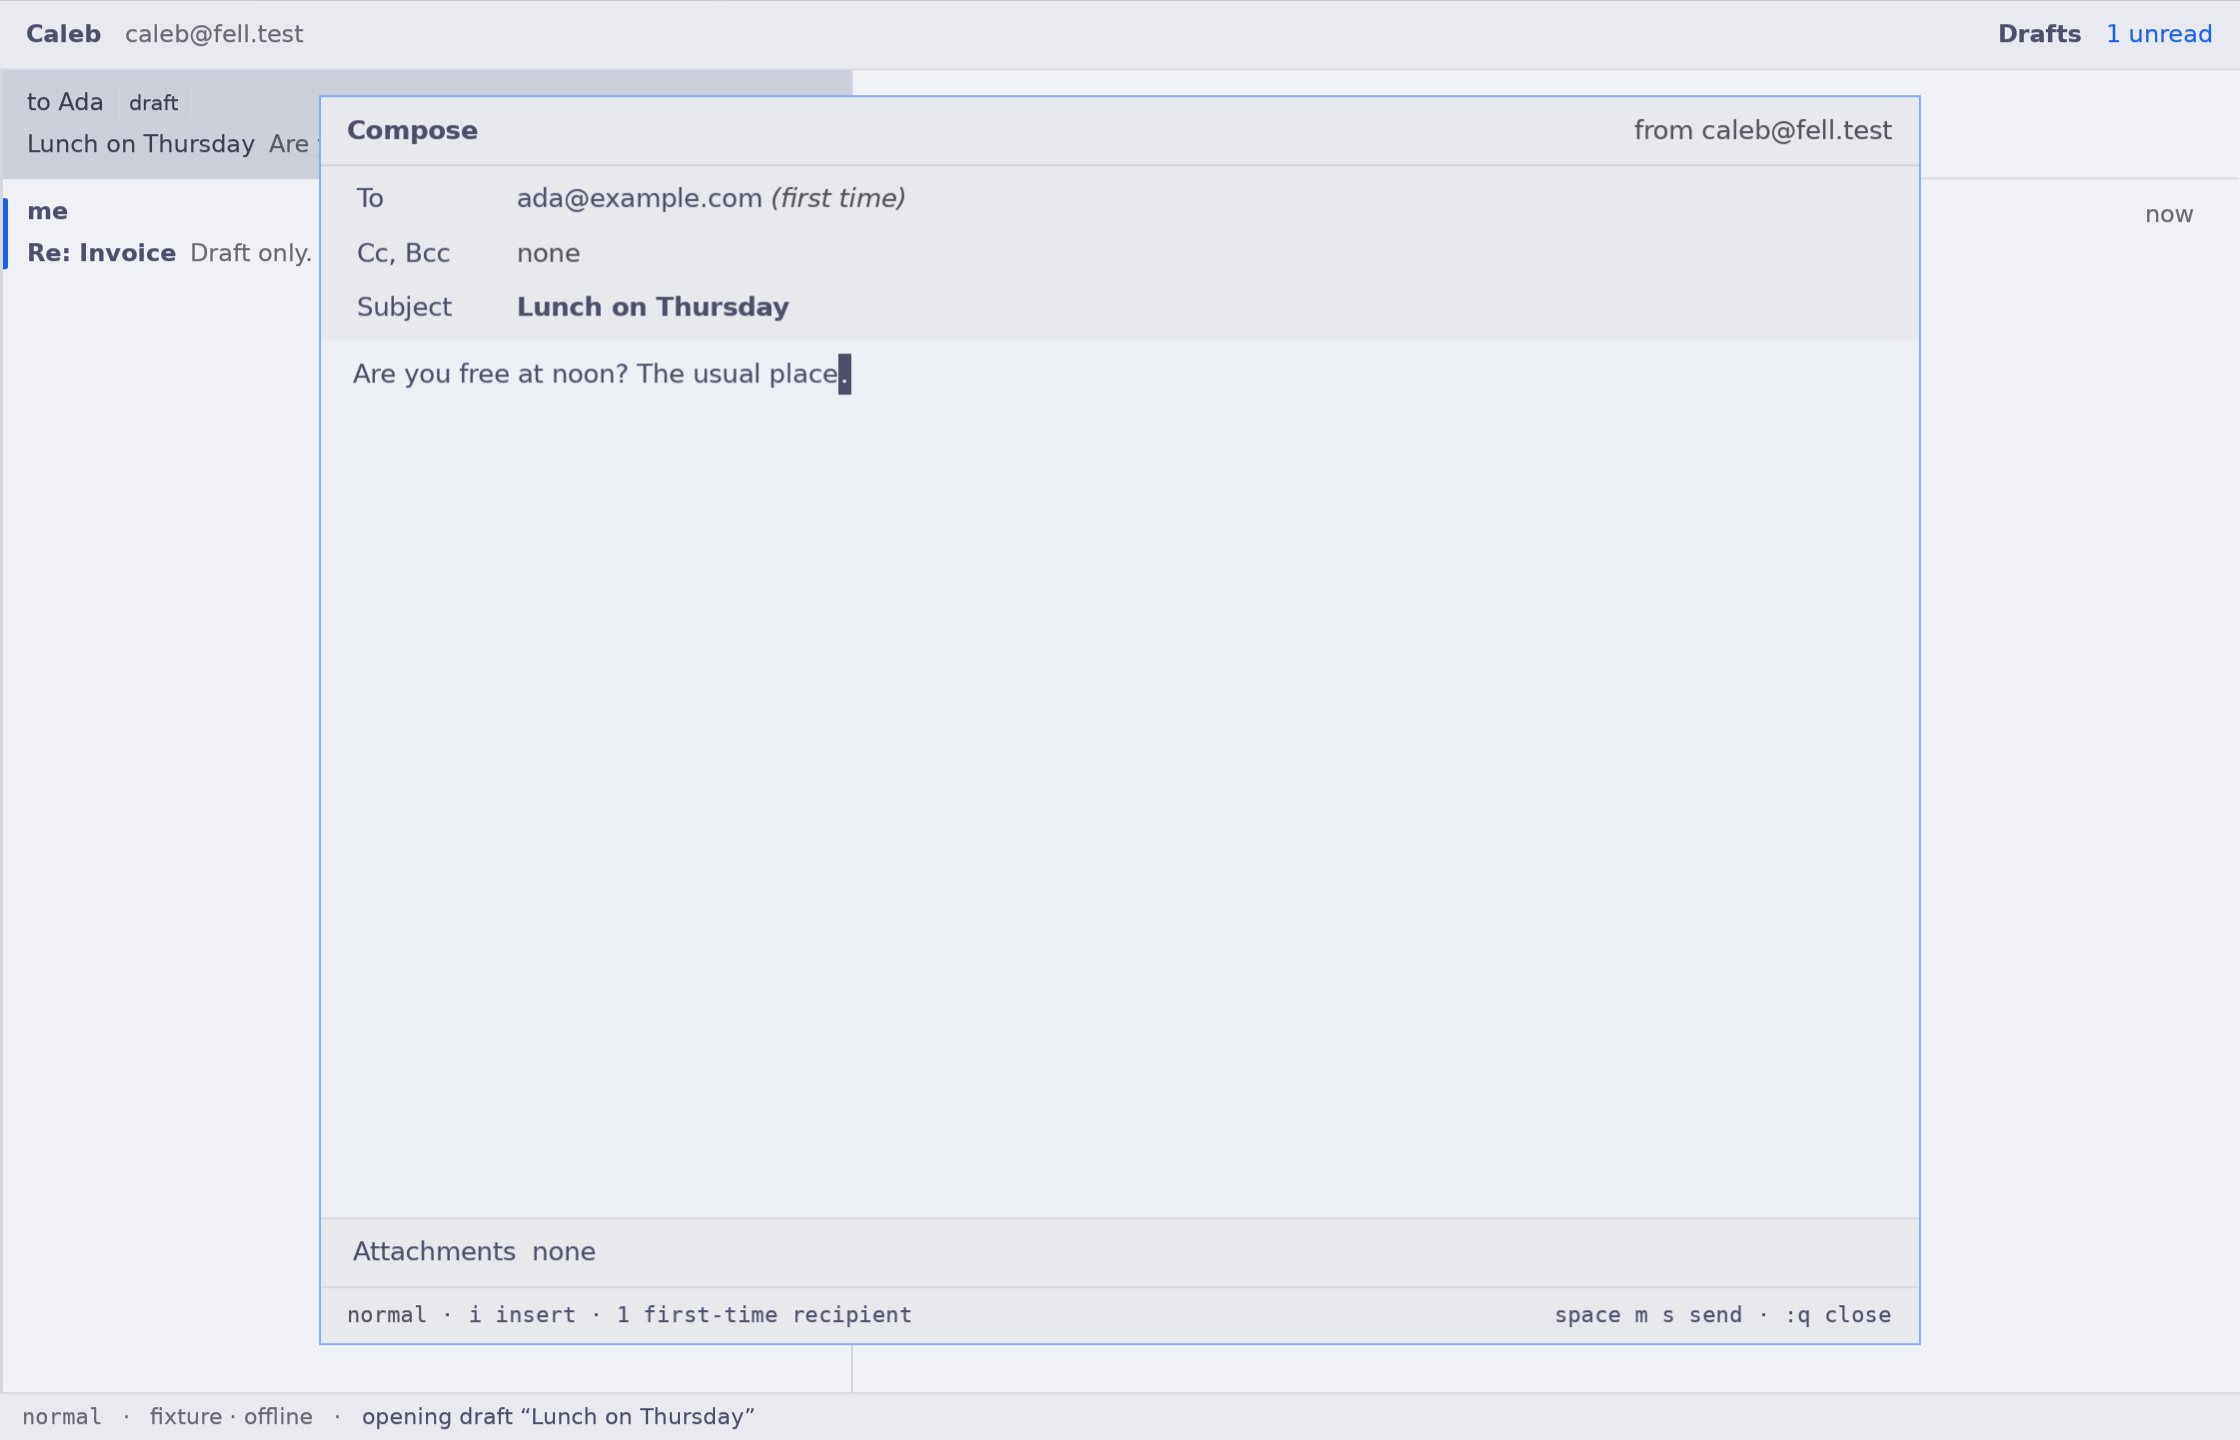 Caleb caleb@fell.test Drafts 1 unread
to Ada draft
Lunch on Thursday Are
me
Re: Invoice Draft only.
now
Compose from caleb@fell.test
To ada@example.com (first time)
Cc, Bcc none
Subject Lunch on Thursday
Are you free at noon? The usual place.
Attachments none
normal · i insert · 1 first-time recipient space m s send · :q close
normal · fixture · offline · opening draft “Lunch on Thursday”